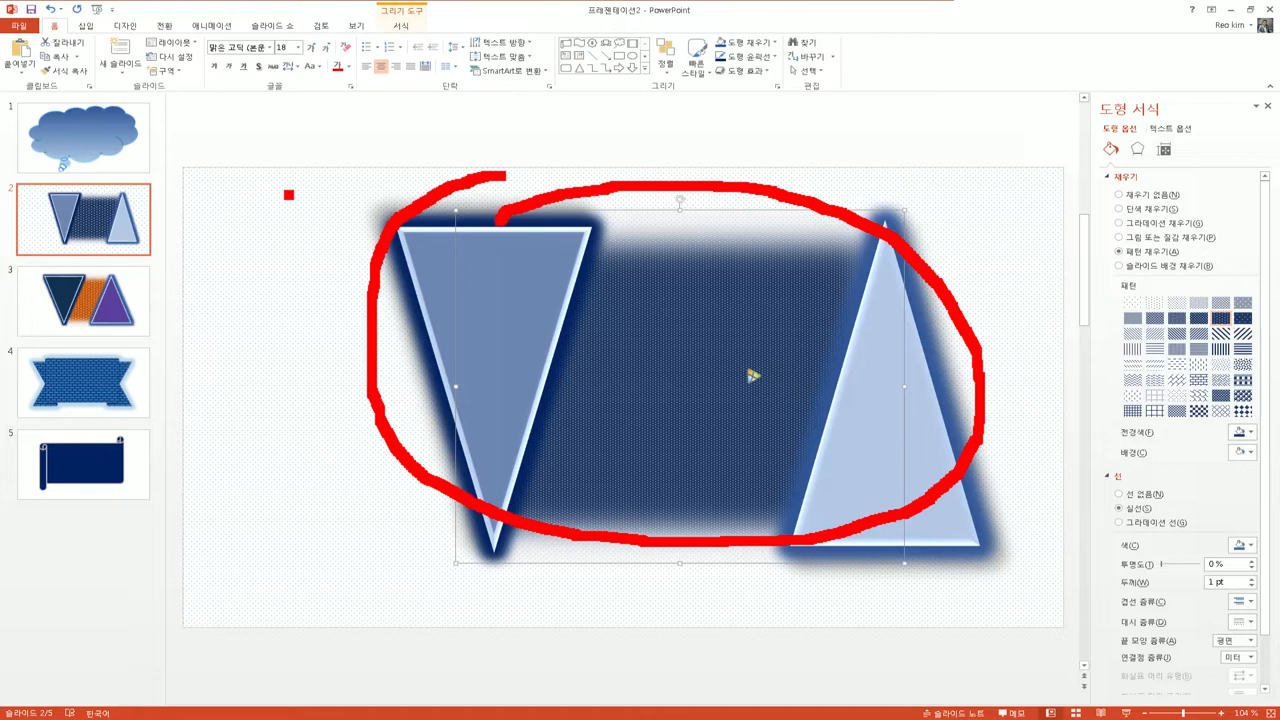 프레젠테이션2 - PowerPoint
그리기 도구
파일 홈 삽입 디자인 전환 애니메이션 슬라이드 쇼 검토 보기 서식
Reo kim
붙여넣기
잘라내기
복사
서식 복사
클립보드
새 슬라이드
레이아웃
다시 설정
구역
슬라이드
맑은 고딕 (본문 18
글꼴
텍스트 방향
텍스트 맞춤
SmartArt로 변환
단락
정렬
빠른
스타일
도형 채우기
도형 윤곽선
도형 효과
그리기
찾기
바꾸기
선택
편집
1
2
3
4
5
도형 서식
도형 옵션 텍스트 옵션
채우기
채우기 없음(N)
단색 채우기(S)
그라데이션 채우기(G)
그림 또는 질감 채우기(P)
패턴 채우기(A)
슬라이드 배경 채우기(B)
패턴
전경색(F)
배경(C)
선
선 없음(N)
실선(S)
그라데이션 선(G)
색(C)
투명도(T) 0 %
두께(W) 1 pt
겹선 종류(C)
대시 종류(D)
끝 모양 종류(A) 평면
연결점 종류(J) 미터
화살표 머리 유형(B)
슬라이드 2/5 한국어
슬라이드 노트 메모 104 %